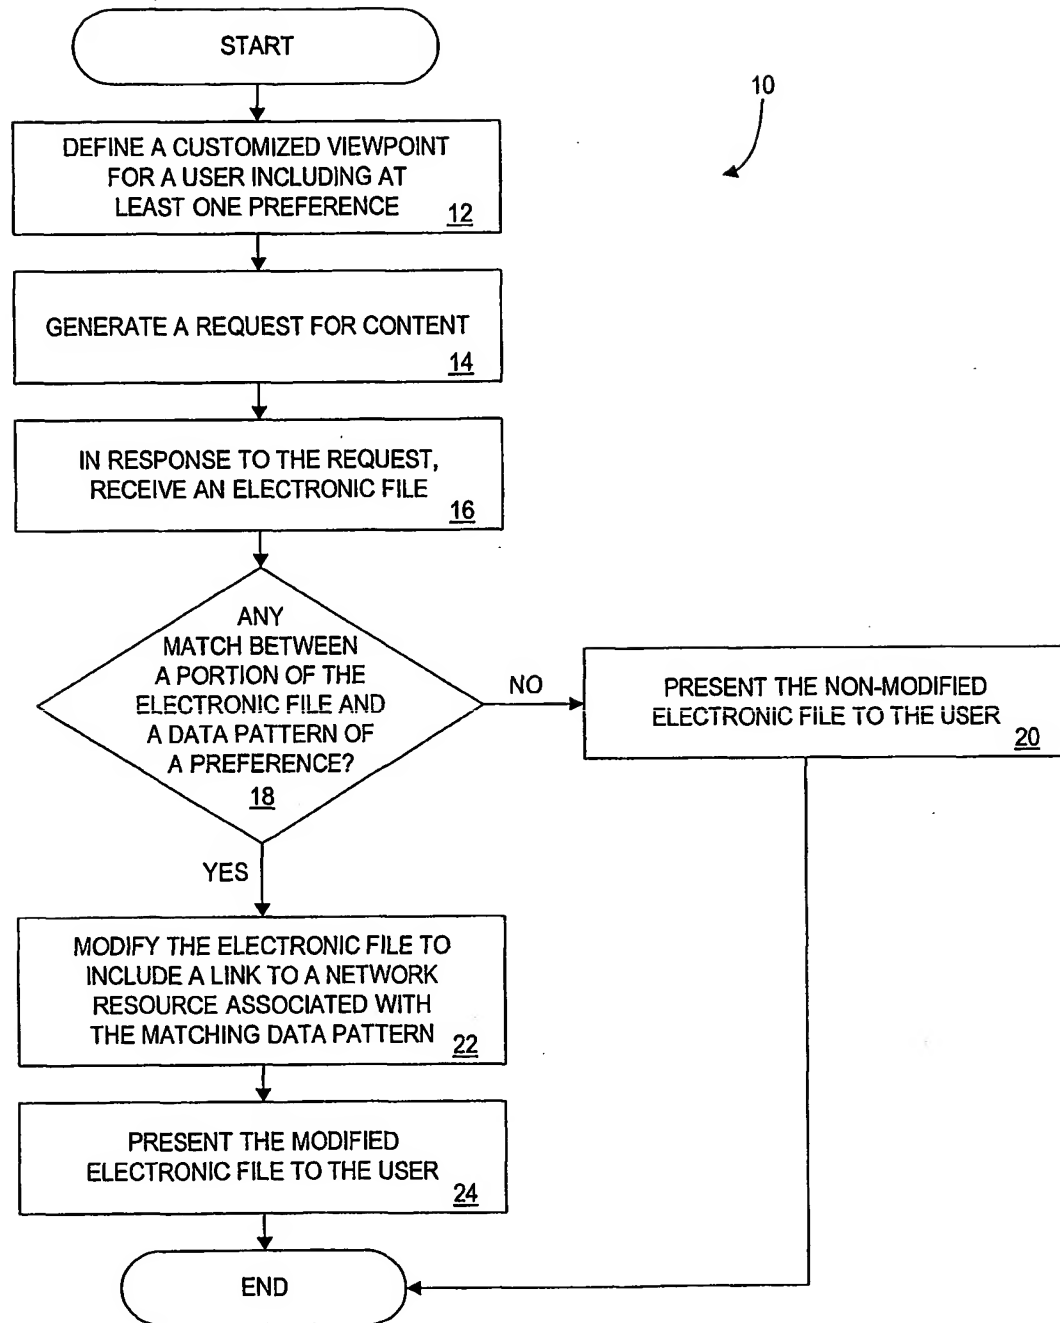 START
10
DEFINE A CUSTOMIZED VIEWPOINT
FOR A USER INCLUDING AT
LEAST ONE PREFERENCE
12
GENERATE A REQUEST FOR CONTENT
14
IN RESPONSE TO THE REQUEST,
RECEIVE AN ELECTRONIC FILE
16
ANY
MATCH BETWEEN
A PORTION OF THE
ELECTRONIC FILE AND
A DATA PATTERN OF
A PREFERENCE?
18
NO
PRESENT THE NON-MODIFIED
ELECTRONIC FILE TO THE USER
20
YES
MODIFY THE ELECTRONIC FILE TO
INCLUDE A LINK TO A NETWORK
RESOURCE ASSOCIATED WITH
THE MATCHING DATA PATTERN
22
PRESENT THE MODIFIED
ELECTRONIC FILE TO THE USER
24
END